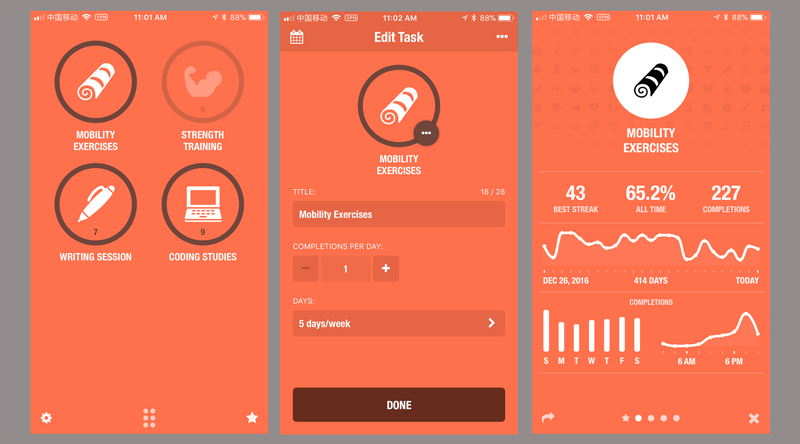 中国移动 VPN 11:01 AM 88%
6
MOBILITY
EXERCISES
STRENGTH
TRAINING
7
9
WRITING SESSION
CODING STUDIES
中国移动 VPN 11:02 AM 88%
Edit Task
MOBILITY
EXERCISES
TITLE: 18 / 28
Mobility Exercises
COMPLETIONS PER DAY:
1
DAYS:
5 days/week
DONE
中国移动 VPN 11:01 AM 88%
MOBILITY
EXERCISES
43 65.2% 227
BEST STREAK ALL TIME COMPLETIONS
DEC 26, 2016 414 DAYS TODAY
COMPLETIONS
S M T W T F S
6 AM 6 PM